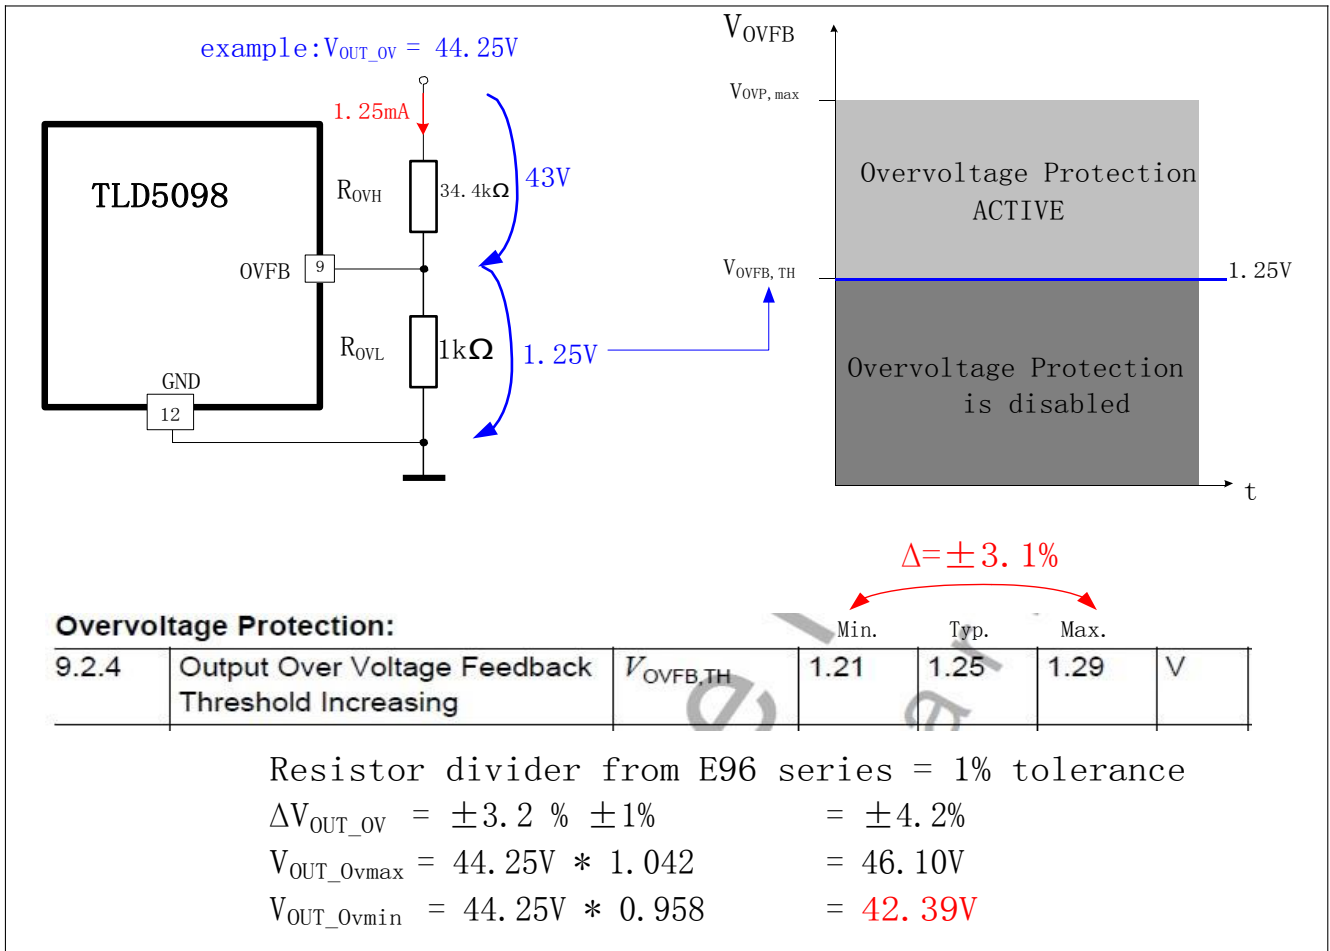 example:VOUT_OV = 44.25V
1.25mA
TLD5098
ROVH
34.4kΩ
43V
OVFB
9
ROVL
1kΩ
1.25V
GND
12
VOVFB
VOVP,max
Overvoltage Protection
ACTIVE
VOVFB,TH
1.25V
Overvoltage Protection
is disabled
t
Δ=±3.1%
Overvoltage Protection:
Min. Typ. Max.
9.2.4 Output Over Voltage Feedback VOVFB,TH 1.21 1.25 1.29 V
Threshold Increasing
Resistor divider from E96 series = 1% tolerance
ΔVOUT_OV = ±3.2 % ±1% = ±4.2%
VOUT_Ovmax = 44.25V * 1.042 = 46.10V
VOUT_Ovmin = 44.25V * 0.958 = 42.39V